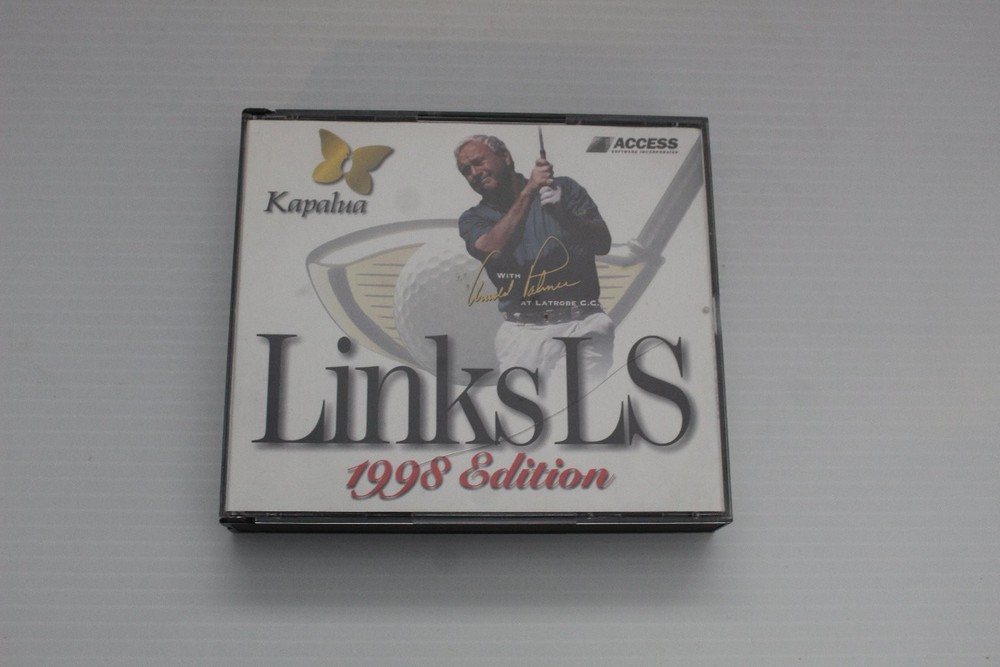 ACCESS
SOFTWARE INCORPORATED
Kapalua
WITH
Arnold Palmer
AT LATROBE C.C.
Links LS
1998 Edition